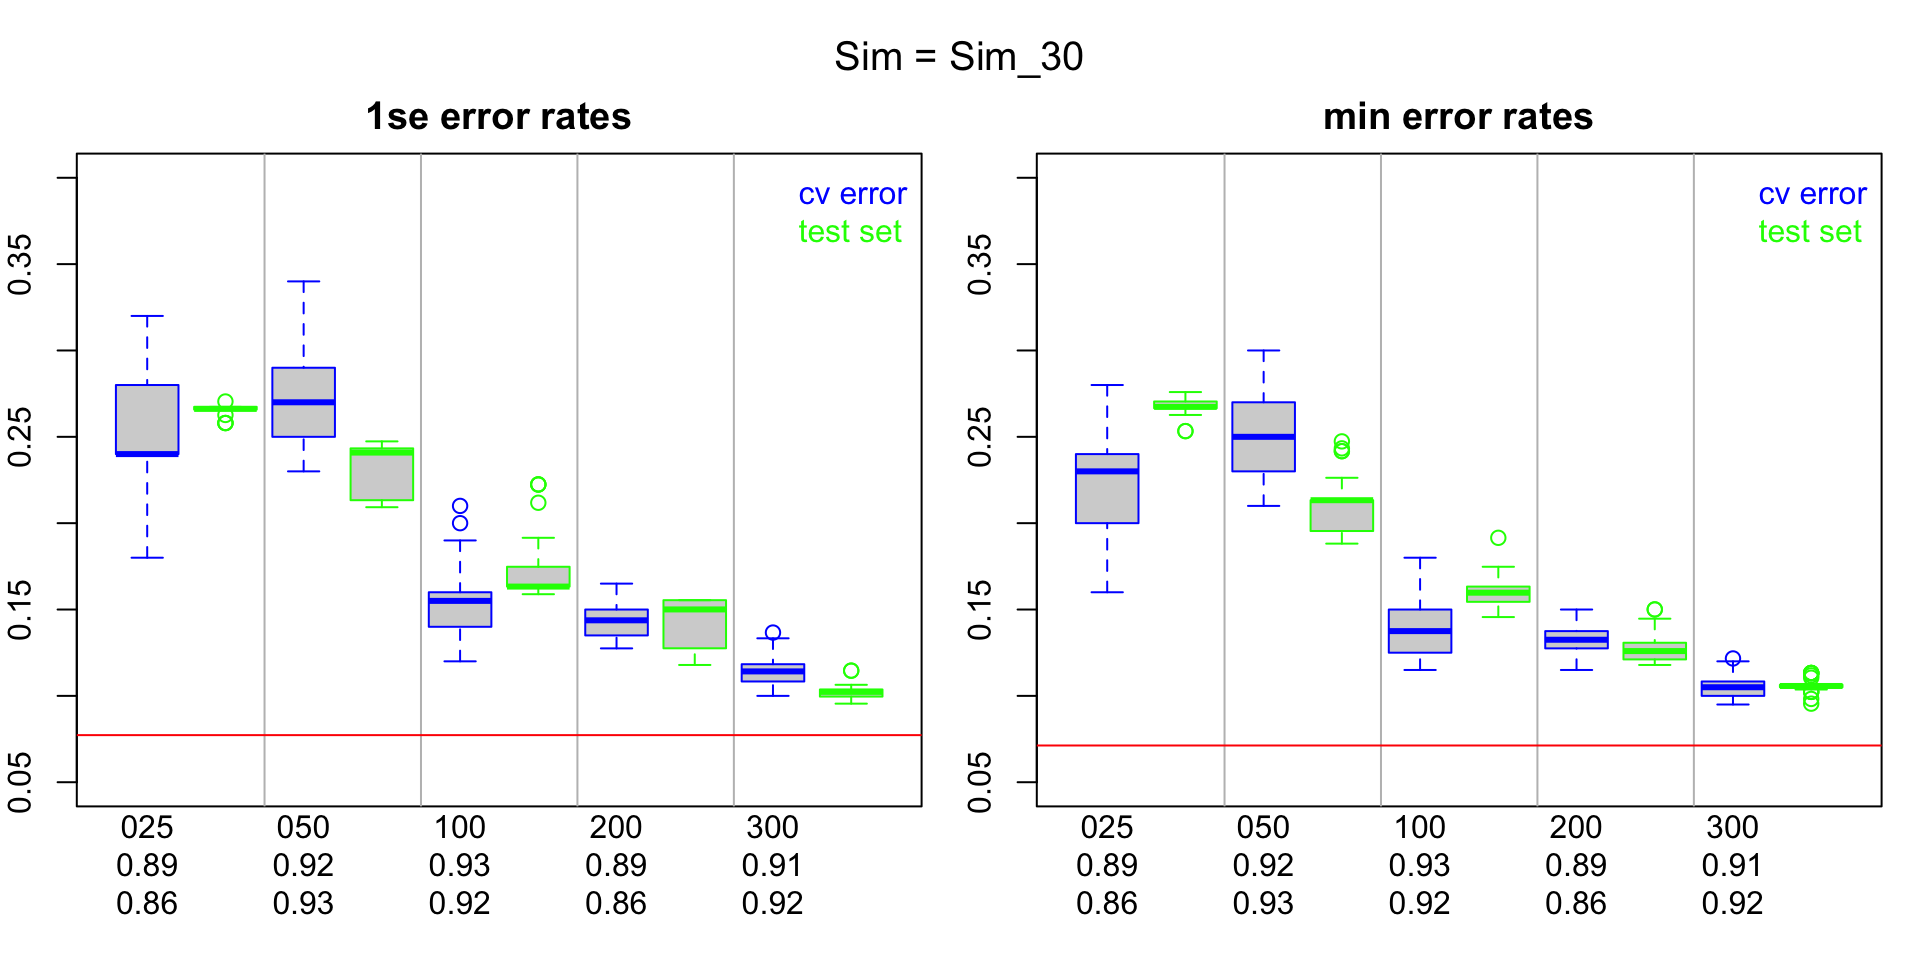 Sim = Sim_30
1se error rates
cv error
test set
0.35
0.25
0.15
0.05
025 050 100 200 300
0.89 0.92 0.93 0.89 0.91
0.86 0.93 0.92 0.86 0.92
min error rates
cv error
test set
0.35
0.25
0.15
0.05
025 050 100 200 300
0.89 0.92 0.93 0.89 0.91
0.86 0.93 0.92 0.86 0.92